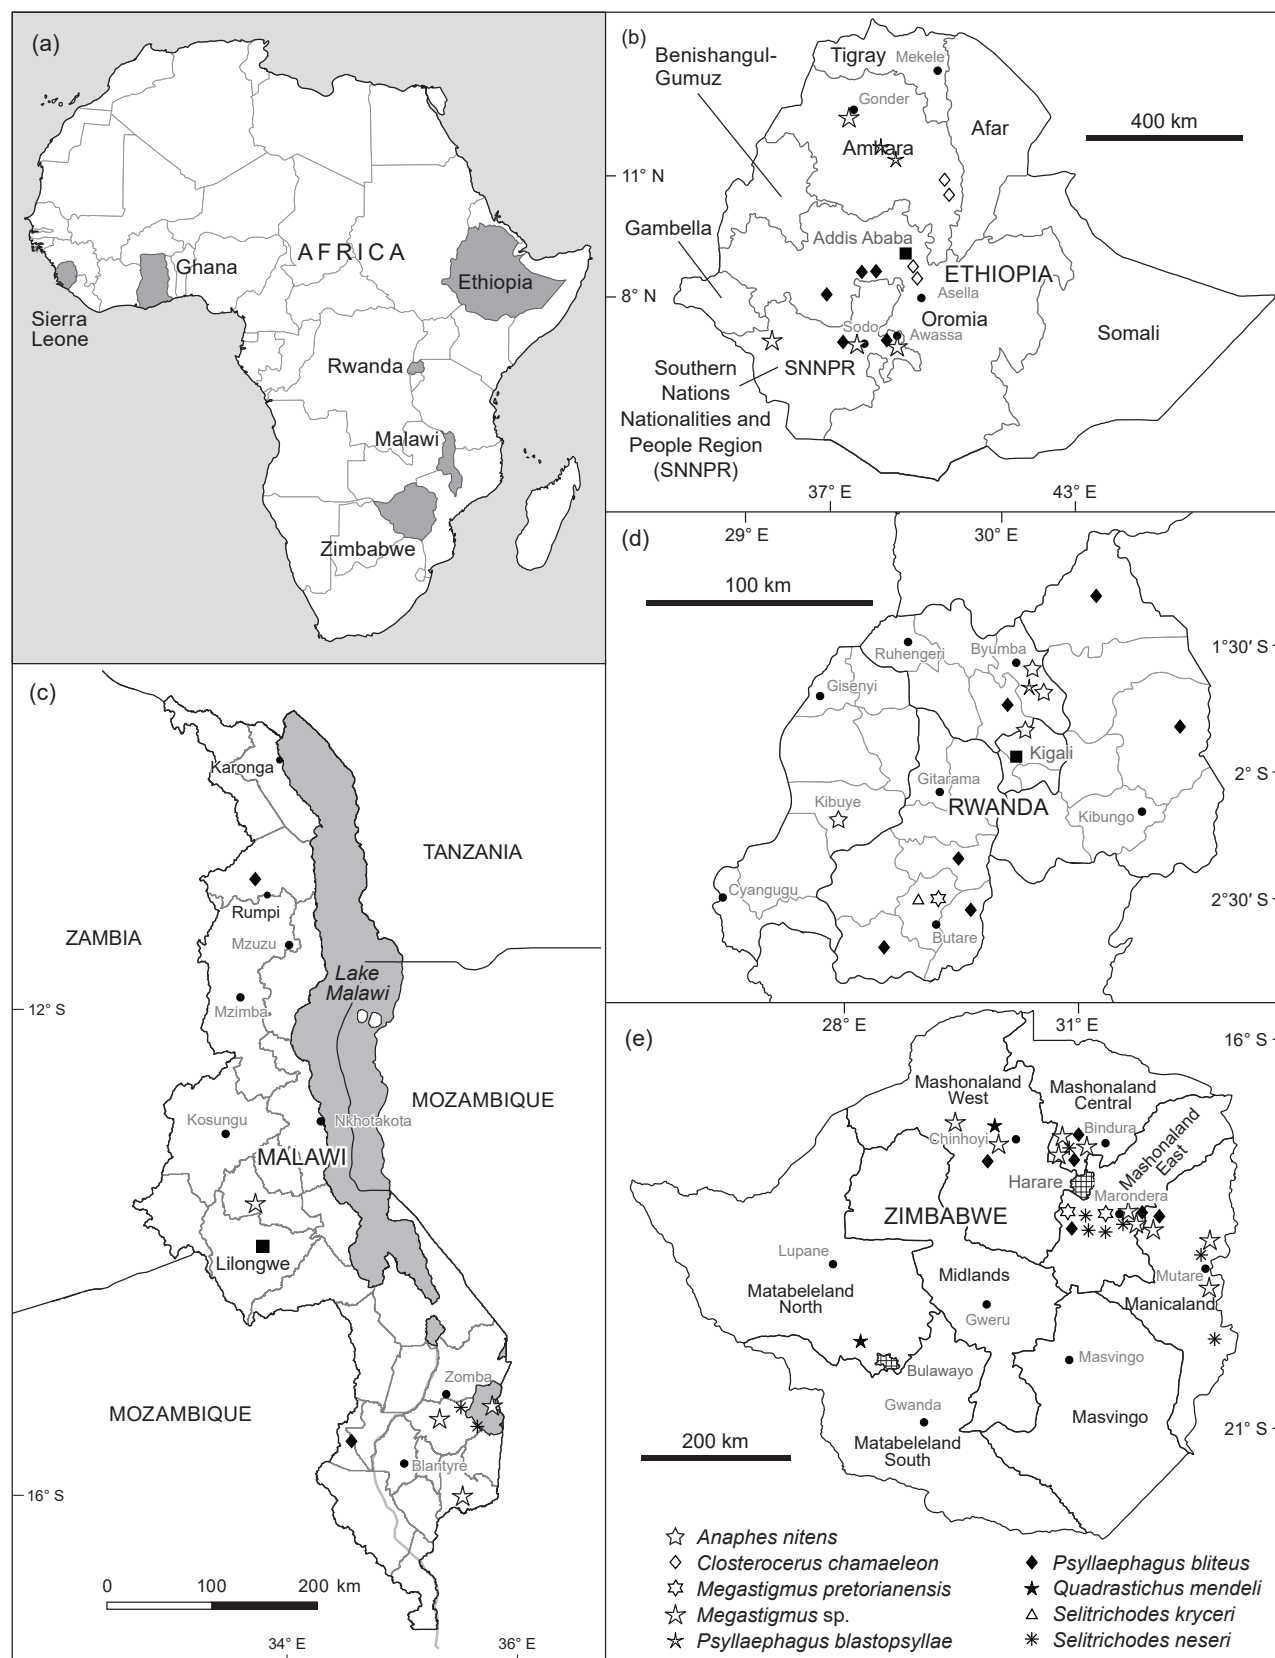 (a)
AFRICA
Ghana
Ethiopia
Sierra
Leone
Rwanda
Malawi
Zimbabwe
(b)
Benishangul-
Gumuz
Tigray
Mekele
Gonder
Afar
400 km
Amhara
11° N
Gambella
Addis Ababa
ETHIOPIA
8° N
Asella
Oromia
Sodo
Awassa
Somali
SNNPR
Southern
Nations
Nationalities and
People Region
(SNNPR)
37° E
43° E
(c)
Karonga
TANZANIA
Rumpi
ZAMBIA
Mzuzu
Lake
Malawi
Mzimba
12° S
MOZAMBIQUE
Kosungu
Nkhotakota
MALAWI
Lilongwe
Zomba
MOZAMBIQUE
Blantyre
16° S
0 100 200 km
34° E
36° E
(d)
29° E
30° E
100 km
1°30′ S
Ruhengeri
Byumba
Gisenyi
Kigali
2° S
Gitarama
RWANDA
Kibuye
Kibungo
Cyangugu
2°30′ S
Butare
(e)
28° E
31° E
16° S
Mashonaland
West
Mashonaland
Central
Bindura
Chinhoyi
Mashonaland
East
Harare
Marondera
ZIMBABWE
Lupane
Matabeleland
North
Midlands
Gweru
Mutare
Manicaland
Masvingo
Bulawayo
Gwanda
Masvingo
Matabeleland
South
21° S
200 km
Anaphes nitens
Closterocerus chamaeleon
Megastigmus pretorianensis
Megastigmus sp.
Psyllaephagus blastopsyllae
Psyllaephagus bliteus
Quadrastichus mendeli
Selitrichodes kryceri
Selitrichodes neseri